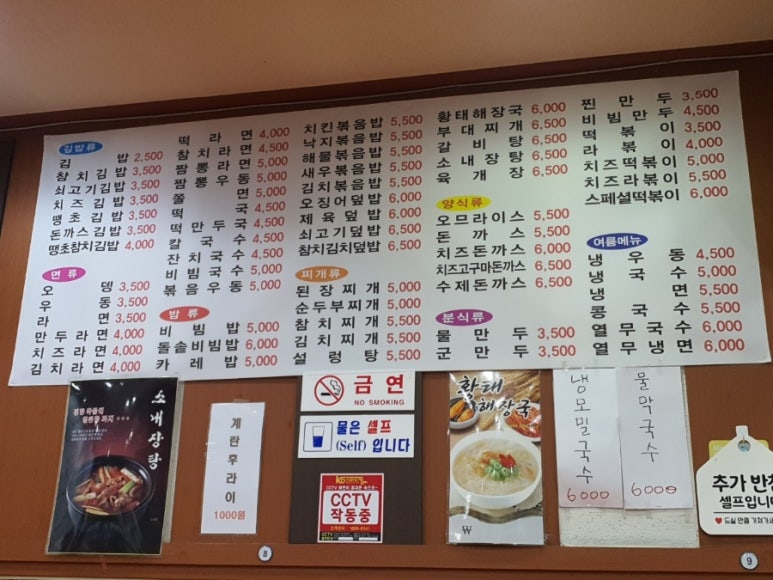 김밥류
김 밥 2,500
참치김밥 3,500
쇠고기김밥 3,500
치즈김밥 3,500
땡초김밥 3,500
돈까스김밥 3,500
땡초참치김밥 4,000
면 류
오 뎅 3,500
우 동 3,500
라 면 3,500
만두라면 4,000
치즈라면 4,000
김치라면 4,000
떡라면 4,000
참치라면 4,500
짬뽕라면 5,000
짬뽕우동 5,000
쫄 면 5,000
떡 국 4,500
떡만두국 4,500
칼국수 4,500
잔치국수 4,500
비빔국수 5,000
볶음우동 5,000
밥 류
비빔밥 5,000
돌솥비빔밥 6,000
카레밥 5,000
치킨볶음밥 5,500
낙지볶음밥 5,500
해물볶음밥 5,500
새우볶음밥 5,500
김치볶음밥 5,500
오징어덮밥 6,000
제육덮밥 6,000
쇠고기덮밥 6,000
참치김치덮밥 6,500
찌개류
된장찌개 5,000
순두부찌개 5,000
참치찌개 5,500
김치찌개 5,500
설렁탕 5,500
황태해장국 6,000
부대찌개 6,000
갈비탕 6,500
소내장탕 6,500
육개장 6,500
양식류
오므라이스 5,500
돈까스 5,500
치즈돈까스 6,000
치즈고구마돈까스 6,500
수제돈까스 6,500
분식류
물만두 3,500
군만두 3,500
찐만두 3,500
비빔만두 4,500
떡볶이 3,500
라볶이 4,000
치즈떡볶이 5,000
치즈라볶이 5,500
스페셜떡볶이 6,000
여름메뉴
냉우동 4,500
냉국수 5,000
냉면 5,500
콩국수 6,000
열무국수 6,000
열무냉면 6,000
소내장탕
계란후라이
1000원
금연
NO SMOKING
물은 셀프
(Self) 입니다
CCTV
작동중
황태
해장국
냉모밀국수
6000
물막국수
6000
추가 반찬
셀프입니
8
9